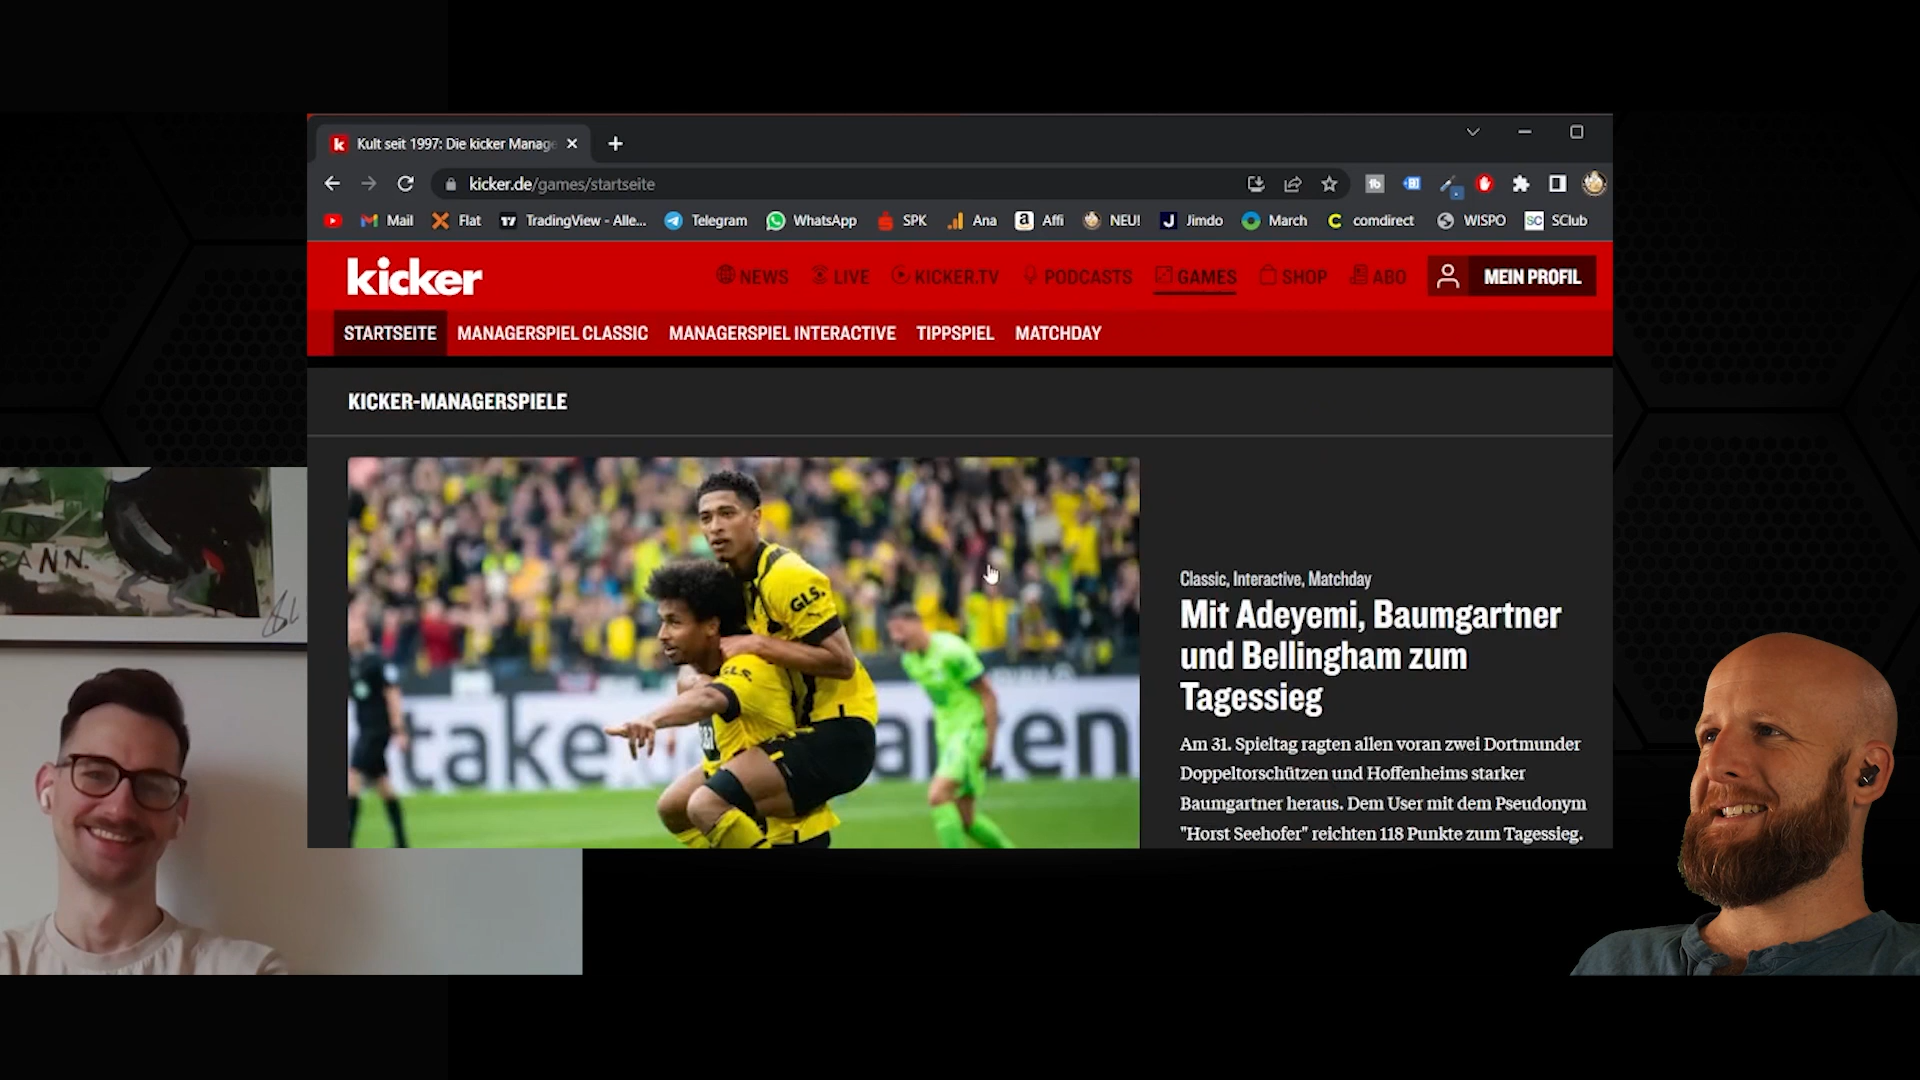 Kult seit 1997: Die kicker Manage
kicker.de/games/startseite
Mail Flat TradingView - Alle... Telegram WhatsApp SPK Ana Affi NEU! Jimdo March comdirect WISPO SClub
kicker
NEWS LIVE KICKER.TV PODCASTS GAMES SHOP ABO MEIN PROFIL
STARTSEITE MANAGERSPIEL CLASSIC MANAGERSPIEL INTERACTIVE TIPPSPIEL MATCHDAY
KICKER-MANAGERSPIELE
GLS.
GLS.
take
Classic, Interactive, Matchday
Mit Adeyemi, Baumgartner
und Bellingham zum
Tagessieg
Am 31. Spieltag ragten allen voran zwei Dortmunder
Doppeltorschützen und Hoffenheims starker
Baumgartner heraus. Dem User mit dem Pseudonym
"Horst Seehofer" reichten 118 Punkte zum Tagessieg.